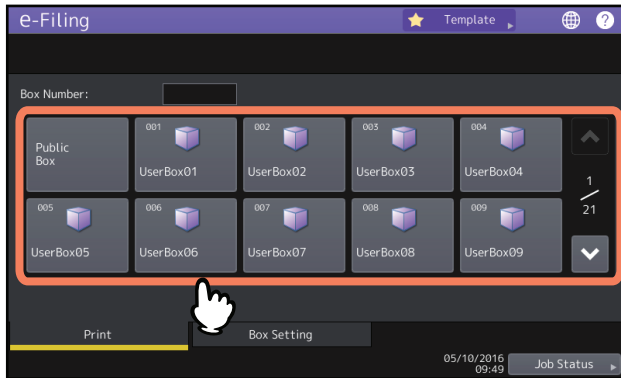 e-Filing
Template
?
Box Number:
Public
Box
001
UserBox01
002
UserBox02
003
UserBox03
004
UserBox04
1
21
005
UserBox05
006
UserBox06
007
UserBox07
008
UserBox08
009
UserBox09
Print
Box Setting
05/10/2016
09:49
Job Status